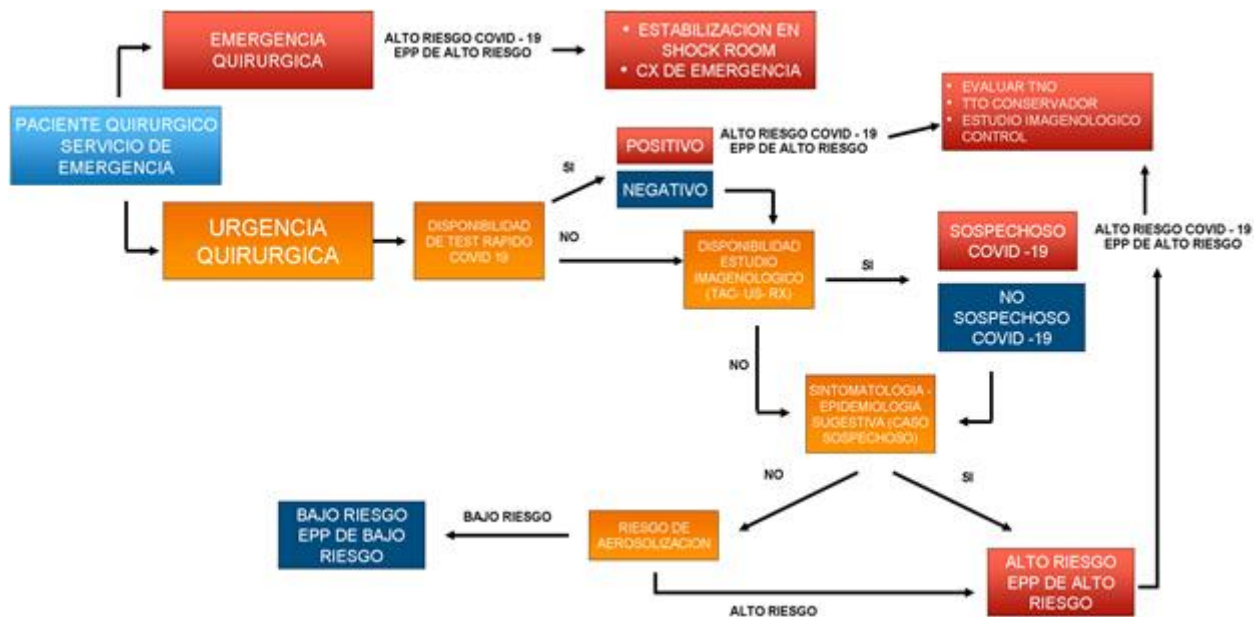 EMERGENCIA
QUIRURGICA
ALTO RIESGO COVID - 19
EPP DE ALTO RIESGO
• ESTABILIZACION EN
SHOCK ROOM
• CX DE EMERGENCIA
PACIENTE QUIRURGICO
SERVICIO DE
EMERGENCIA
• EVALUAR TNO
• TTO CONSERVADOR
• ESTUDIO IMAGENOLOGICO
CONTROL
ALTO RIESGO COVID - 19
EPP DE ALTO RIESGO
POSITIVO
SI
NEGATIVO
URGENCIA
QUIRURGICA
DISPONIBILIDAD
DE TEST RAPIDO
COVID 19
NO
DISPONIBILIDAD
ESTUDIO
IMAGENOLOGICO
(TAC- US- RX)
SI
SOSPECHOSO
COVID -19
NO
SOSPECHOSO
COVID -19
ALTO RIESGO COVID - 19
EPP DE ALTO RIESGO
NO
SINTOMATOLOGIA -
EPIDEMIOLOGIA
SUGESTIVA (CASO
SOSPECHOSO)
NO
SI
BAJO RIESGO
EPP DE BAJO
RIESGO
BAJO RIESGO
RIESGO DE
AEROSOLIZACION
ALTO RIESGO
ALTO RIESGO
EPP DE ALTO
RIESGO